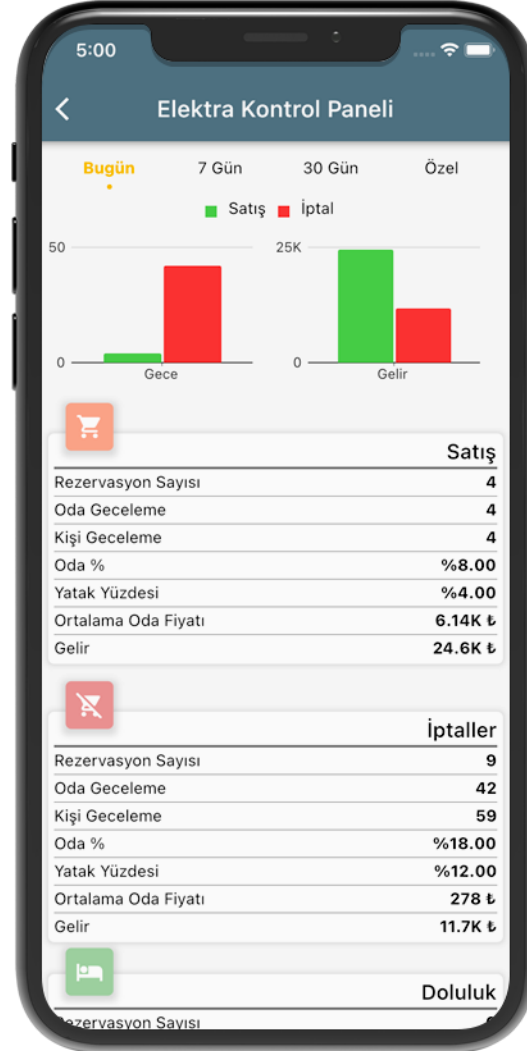 5:00
Elektra Kontrol Paneli
Bugün 7 Gün 30 Gün Özel
Satış İptal
50 25K
0 0
Gece Gelir
Satış
Rezervasyon Sayısı 4
Oda Geceleme 4
Kişi Geceleme 4
Oda % %8.00
Yatak Yüzdesi %4.00
Ortalama Oda Fiyatı 6.14K ₺
Gelir 24.6K ₺
İptaller
Rezervasyon Sayısı 9
Oda Geceleme 42
Kişi Geceleme 59
Oda % %18.00
Yatak Yüzdesi %12.00
Ortalama Oda Fiyatı 278 ₺
Gelir 11.7K ₺
Doluluk
Rezervasyon Sayısı